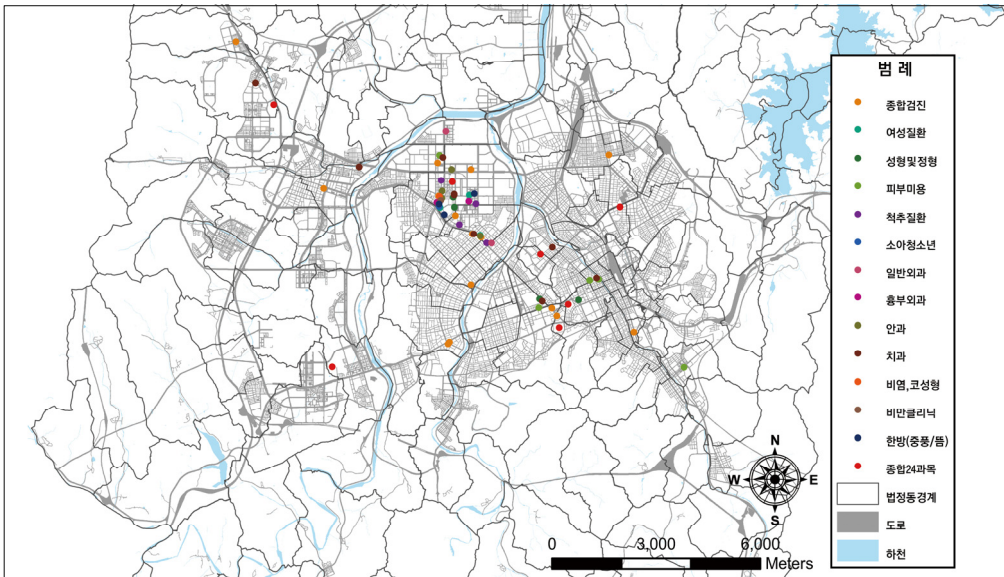 범 례
종합검진
여성질환
성형및정형
피부미용
척추질환
소아청소년
일반외과
흉부외과
안과
치과
비염,코성형
비만클리닉
한방(중풍/뜸)
종합24과목
법정동경계
도로
하천
N
W E
S
0 3,000 6,000
Meters